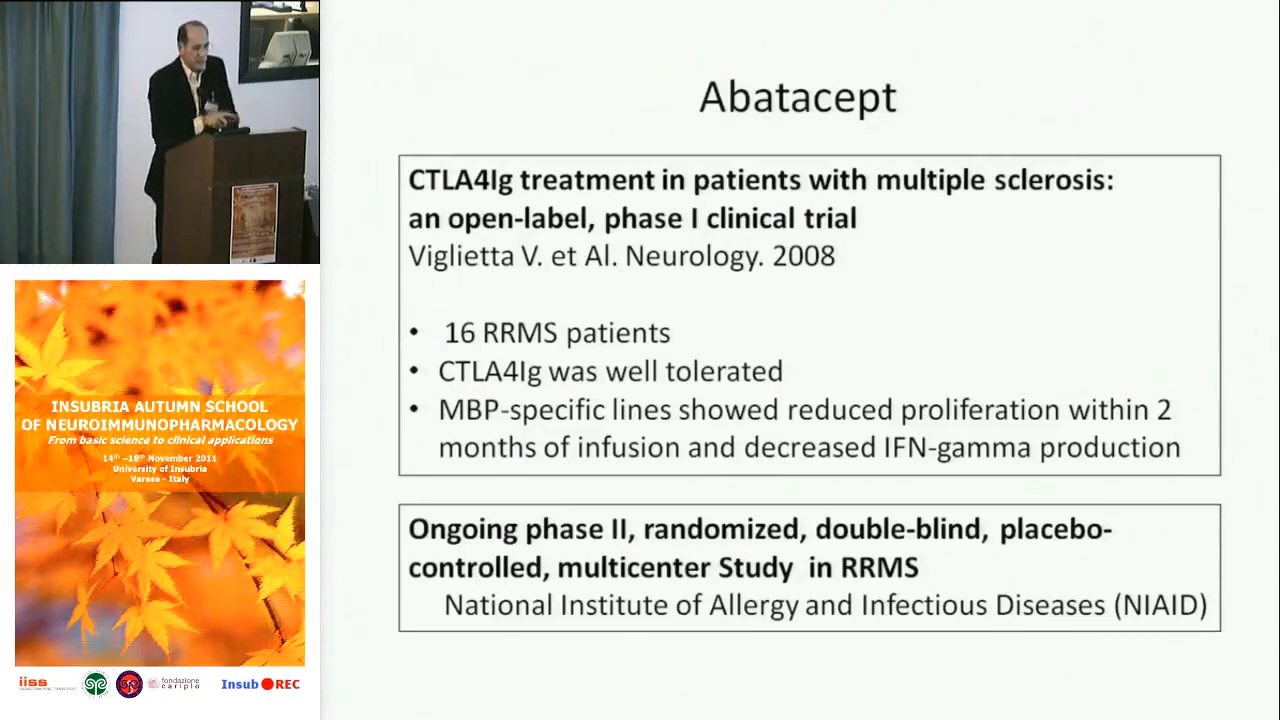 Abatacept
CTLA4Ig treatment in patients with multiple sclerosis:
an open-label, phase I clinical trial
Viglietta V. et Al. Neurology. 2008
• 16 RRMS patients
• CTLA4Ig was well tolerated
• MBP-specific lines showed reduced proliferation within 2
months of infusion and decreased IFN-gamma production
Ongoing phase II, randomized, double-blind, placebo-
controlled, multicenter Study in RRMS
National Institute of Allergy and Infectious Diseases (NIAID)
INSUBRIA AUTUMN SCHOOL
OF NEUROIMMUNOPHARMACOLOGY
From basic science to clinical applications
14th –18th November 2011
University of Insubria
Varese - Italy
iiss
fondazione
cariplo
Insub REC